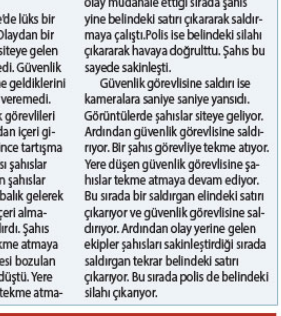 e'de lüks bir
Olaydan bir
siteye gelen
edi. Güvenlik
e geldiklerini
veremedi.
k görevlileri
dan içeri gi-
ince tartışma
sı şahıslar
n şahıslar
balık gelerek
çeri alma-
ırdı. Şahıs
kme atmaya
esi bozulan
düştü. Yere
tekme atma-
olay müdahale ettiği sırada şahıs
yine belindeki satırı çıkararak saldır-
maya çalıştı.Polis ise belindeki silahı
çıkararak havaya doğrulttu. Şahıs bu
sayede sakinleşti.
Güvenlik görevlisine saldırı ise
kameralara saniye saniye yansıdı.
Görüntülerde şahıslar siteye geliyor.
Ardından güvenlik görevlisine saldı-
rıyor. Bir şahıs görevliye tekme atıyor.
Yere düşen güvenlik görevlisine şa-
hıslar tekme atmaya devam ediyor.
Bu sırada bir saldırgan elindeki satırı
çıkarıyor ve güvenlik görevlisine sal-
dırıyor. Ardından olay yerine gelen
ekipler şahısları sakinleştirdiği sırada
saldırgan tekrar belindeki satırı
çıkarıyor. Bu sırada polis de belindeki
silahı çıkarıyor.